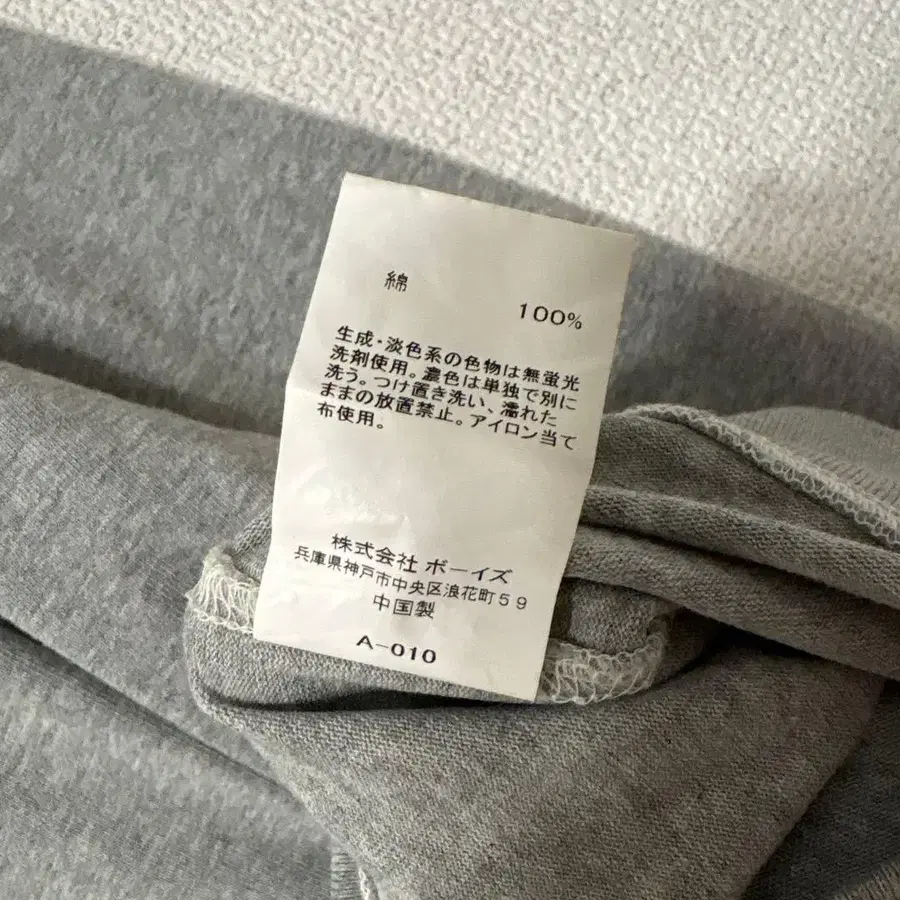 綿
100%
生成・淡色系の色物は無蛍光
洗剤使用。濃色は単独で別に
洗う。つけ置き洗い、濡れた
ままの放置禁止。アイロン当て
布使用。
株式会社 ボーイズ
兵庫県神戸市中央区浪花町59
中国製
A-010